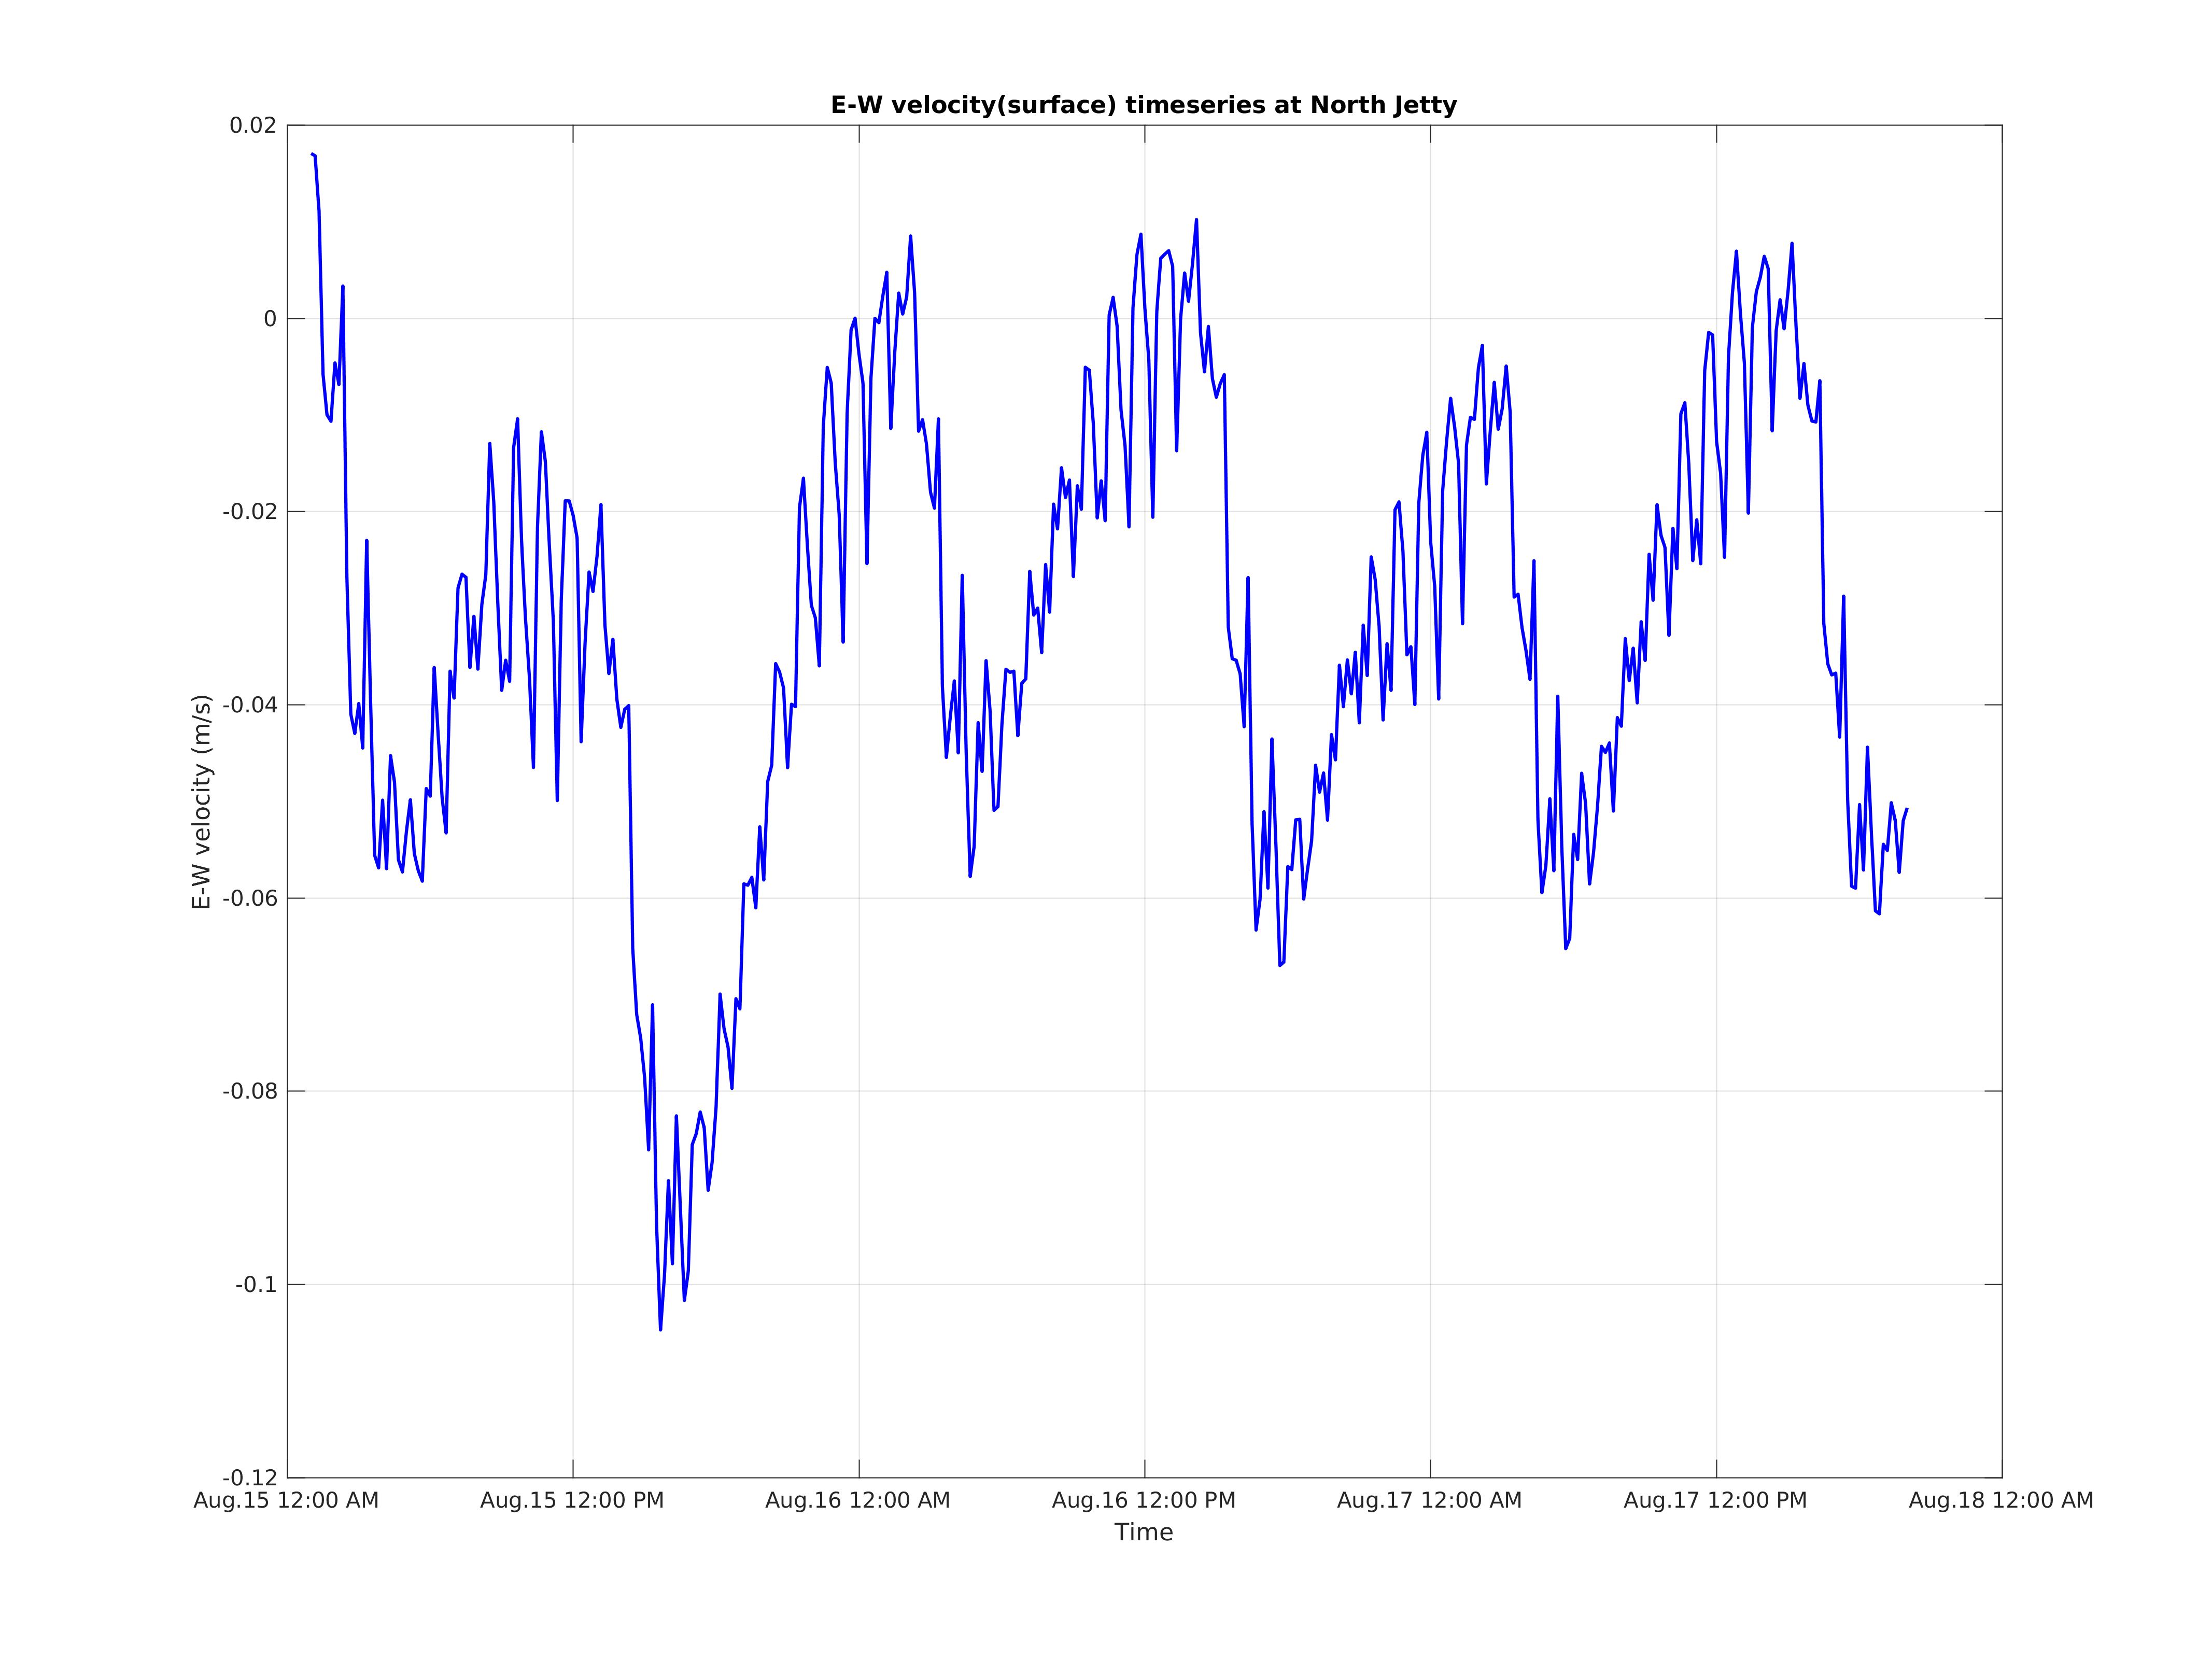 E-W velocity(surface) timeseries at North Jetty
0.02
0
-0.02
-0.04
-0.06
-0.08
-0.1
-0.12
E-W velocity (m/s)
Aug.15 12:00 AM
Aug.15 12:00 PM
Aug.16 12:00 AM
Aug.16 12:00 PM
Aug.17 12:00 AM
Aug.17 12:00 PM
Aug.18 12:00 AM
Time